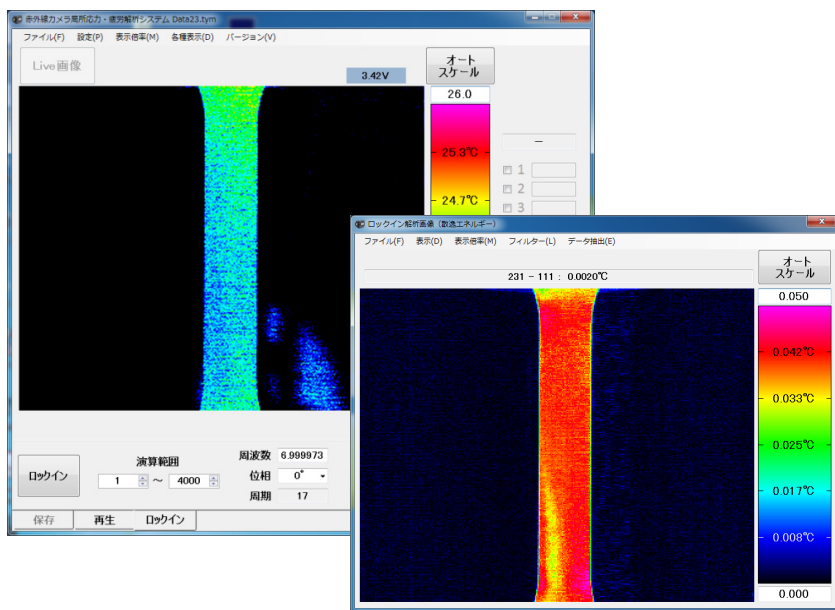 赤外線カメラ局所応力・疲労解析システム Data23.tym
ファイル(F) 設定(P) 表示倍率(M) 各種表示(D) バージョン(V)
Live画像
3.42V
オート
スケール
26.0
25.3℃
24.7℃
—
1
2
3
ロックイン
演算範囲
1 ～ 4000
周波数 6.999973
位相 0°
周期 17
保存 再生 ロックイン
ロックイン解析画像 (散逸エネルギー)
ファイル(F) 表示(D) 表示倍率(M) フィルター(L) データ抽出(E)
231 - 111 : 0.0020℃
オート
スケール
0.050
0.042℃
0.033℃
0.025℃
0.017℃
0.008℃
0.000